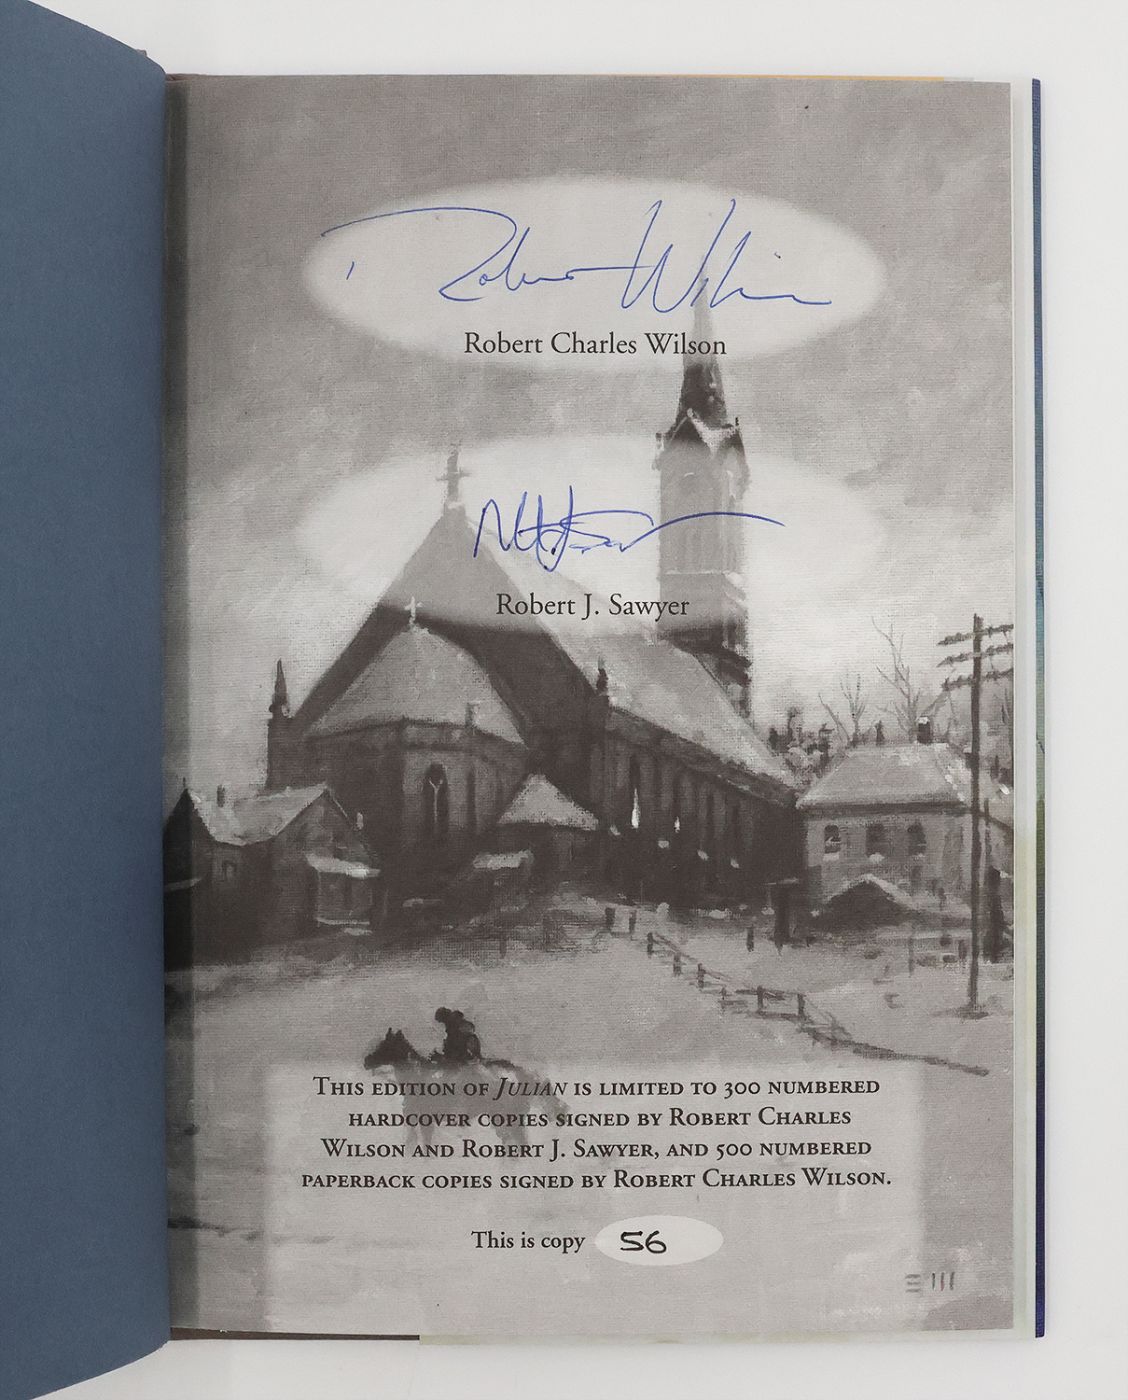 Robert Wilson
Robert Charles Wilson
Robert J. Sawyer
This edition of Julian is limited to 300 numbered
hardcover copies signed by Robert Charles
Wilson and Robert J. Sawyer, and 500 numbered
paperback copies signed by Robert Charles Wilson.
This is copy 56